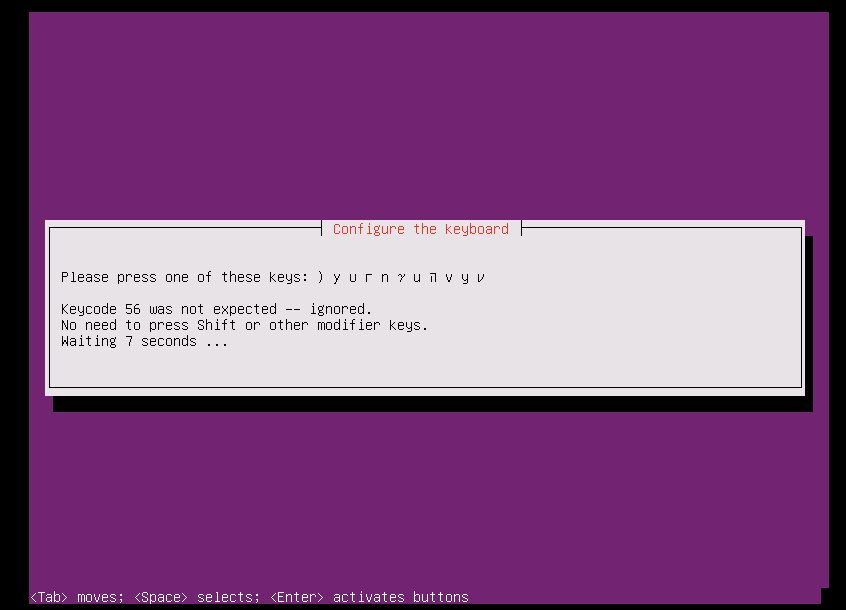 Configure the keyboard
Please press one of these keys: ) y u г n γ u ת v y ν
Keycode 56 was not expected -- ignored.
No need to press Shift or other modifier keys.
Waiting 7 seconds ...
<Tab> moves; <Space> selects; <Enter> activates buttons